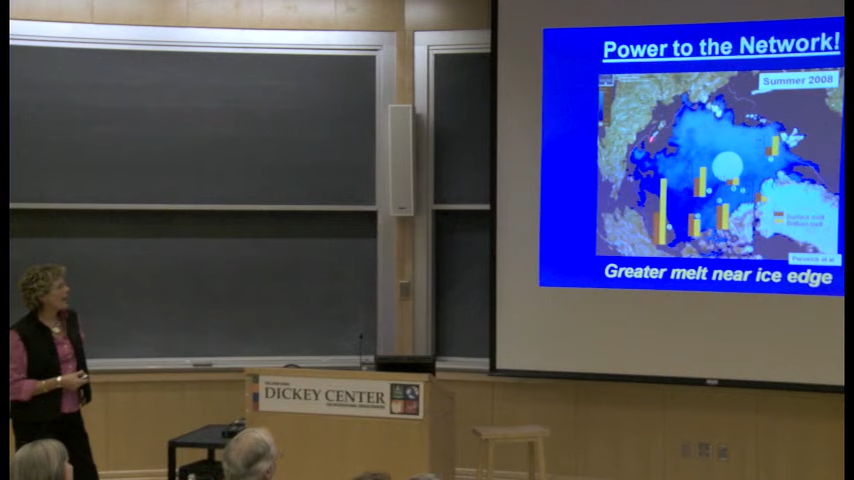 Power to the Network!
Summer 2008
Surface melt
Bottom melt
Perovich et al.
Greater melt near ice edge
DICKEY CENTER